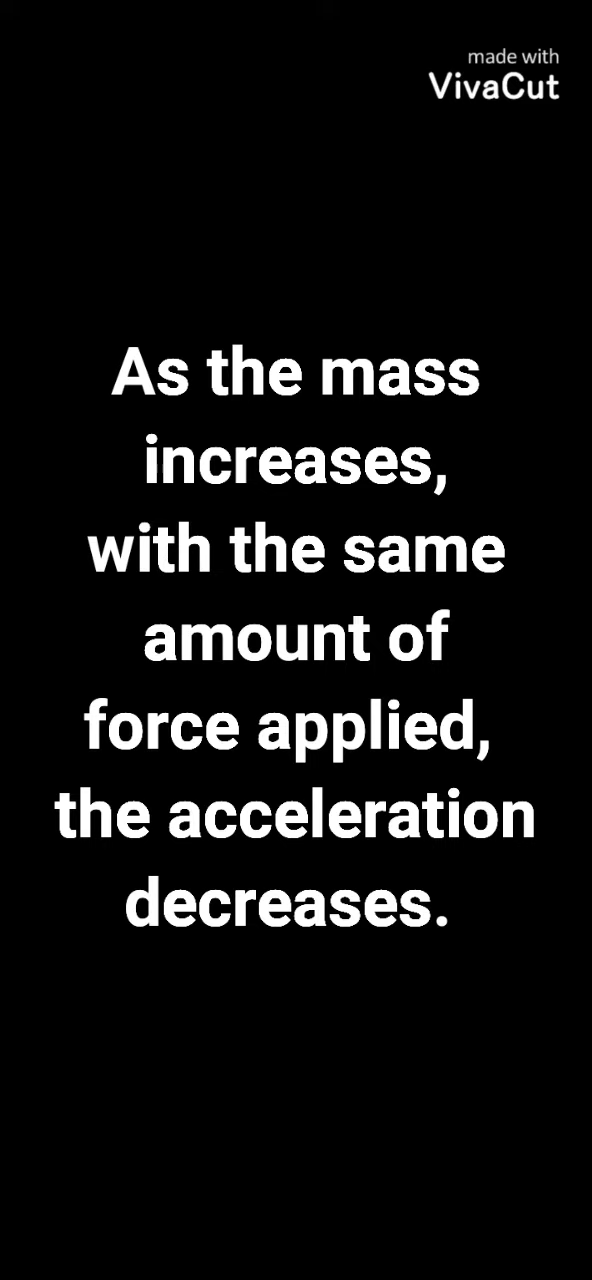 made with
VivaCut
As the mass
increases,
with the same
amount of
force applied,
the acceleration
decreases.